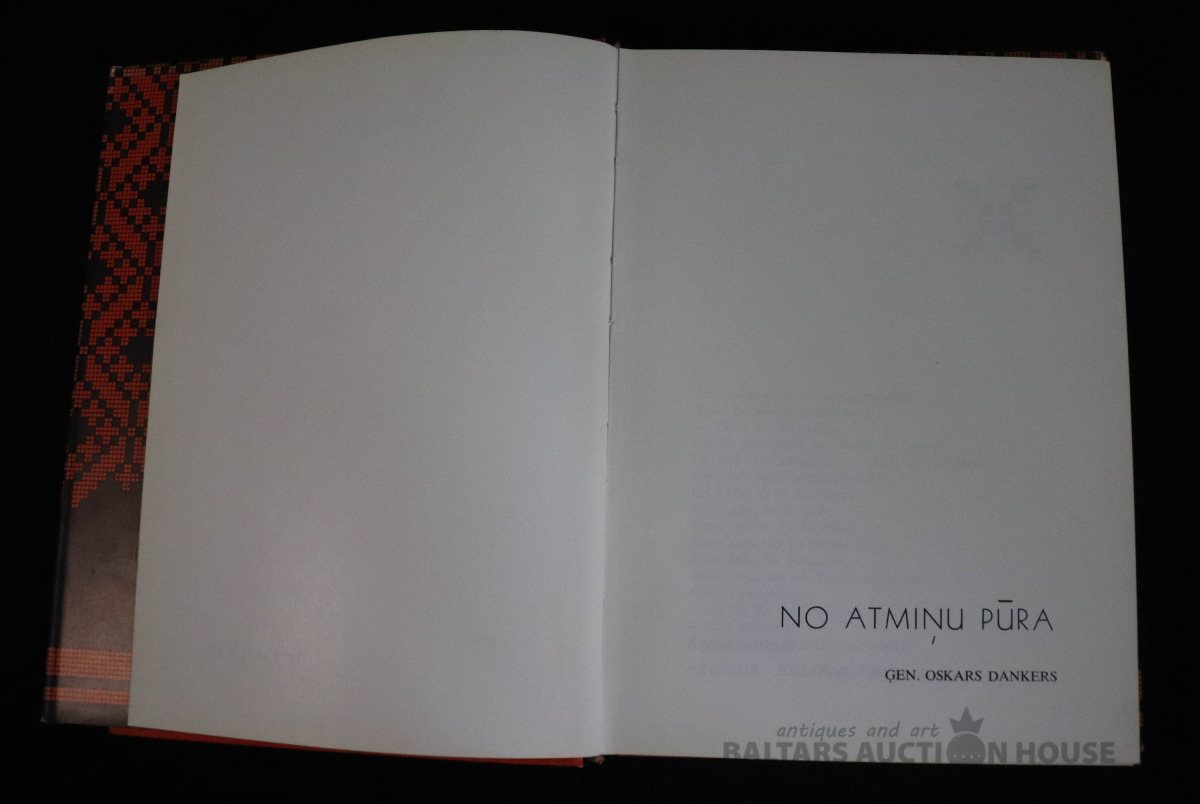 NO ATMIŅU PŪRA
ĢEN. OSKARS DANKERS
antiques and art
BALTARS AUCTION HOUSE